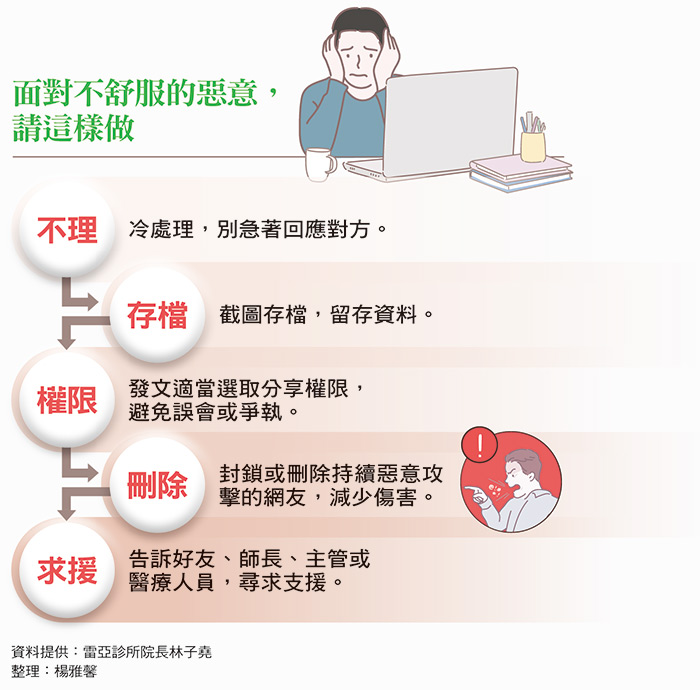 面對不舒服的惡意，
請這樣做
不理
冷處理，別急著回應對方。
存檔
截圖存檔，留存資料。
權限
發文適當選取分享權限，
避免誤會或爭執。
刪除
封鎖或刪除持續惡意攻
擊的網友，減少傷害。
!
求援
告訴好友、師長、主管或
醫療人員，尋求支援。
資料提供：雷亞診所院長林子堯
整理：楊雅馨